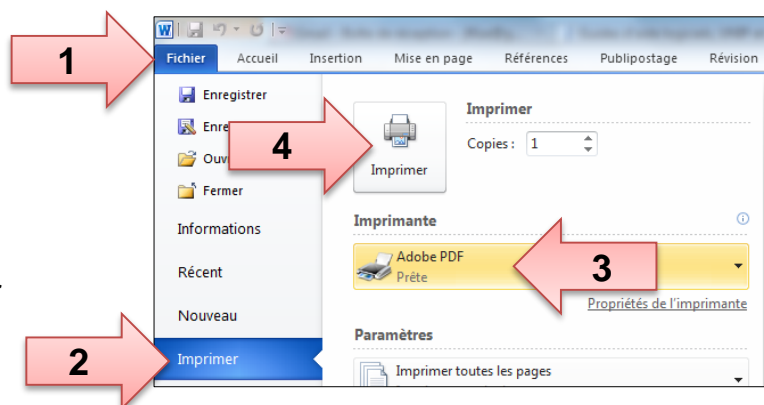 W
1
Fichier Accueil Insertion Mise en page Références Publipostage Révision
Enregistrer
Enre
Ouv
Fermer
Informations
Récent
Nouveau
2
Imprimer
4
Imprimer
Imprimer
Copies : 1
Imprimante
Adobe PDF
Prête
3
Propriétés de l'imprimante
Paramètres
Imprimer toutes les pages